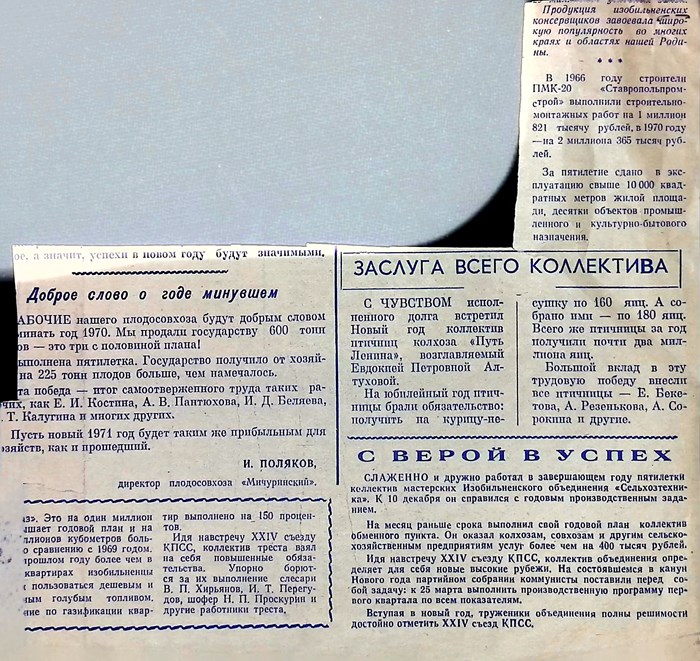 Продукция изобильненских
консервщиков завоевала широ-
кую популярность во многих
краях и областях нашей Роди-
ны.
* * *
В 1966 году строители
ПМК-20 «Ставропольпром-
строй» выполнили строительно-
монтажных работ на 1 миллион
821 тысячу рублей, в 1970 году
—на 2 миллиона 365 тысяч руб-
лей.
За пятилетие сдано в экс-
плуатацию свыше 10 000 квад-
ратных метров жилой площа-
ди, десятки объектов промыш-
ленного и культурно-бытового
назначения.
а значит, успехи в новом году будут значимыми.
Доброе слово о годе минувшем
АБОЧИЕ нашего плодосовхоза будут добрым словом
минать год 1970. Мы продали государству 600 тонн
ов — это три с половиной плана!
ыполнена пятилетка. Государство получило от хозяй-
на 225 тонн плодов больше, чем намечалось.
та победа — итог самоотверженного труда таких ра-
чих, как Е. И. Костина, А. В. Пантюхова, И. Д. Беляева,
Т. Калугина и многих других.
Пусть новый 1971 год будет таким же прибыльным для
озяйств, как и прошедший.
И. ПОЛЯКОВ,
директор плодосовхоза «Мичуринский».
аз». Это на один миллион
ышает годовой план и на
ллионов кубометров боль-
о сравнению с 1969 годом.
рошлом году более чем в
квартирах изобильненцы
и пользоваться дешевым и
ым голубым топливом.
ние по газификации квар-
тир выполнено на 150 процен-
тов.
Идя навстречу XXIV съезду
КПСС, коллектив треста взял
на себя повышенные обяза-
тельства. Упорно борют-
ся за их выполнение слесари
В. П. Хирьянов, И. Т. Перегу-
дов, шофер Н. П. Проскурин и
другие работники треста.
ЗАСЛУГА ВСЕГО КОЛЛЕКТИВА
С ЧУВСТВОМ испол-
ненного долга встретил
Новый год коллектив
птичниц колхоза «Путь
Ленина», возглавляемый
Евдокией Петровной Ал-
туховой.
На юбилейный год птич-
ницы брали обязательство:
получить на курицу-не-
сушку по 160 яиц. А со-
брано ими — по 180 яиц.
Всего же птичницы за год
получили почти два мил-
лиона яиц.
Большой вклад в эту
трудовую победу внесли
все птичницы — Е. Беке-
това, А. Резенькова, А. Со-
рокина и другие.
С ВЕРОЙ В УСПЕХ
СЛАЖЕННО и дружно работал в завершающем году пятилетки
коллектив мастерских Изобильненского объединения «Сельхозтехни-
ка». К 10 декабря он справился с годовым производственным зада-
нием.
На месяц раньше срока выполнил свой годовой план коллектив
обменного пункта. Он оказал колхозам, совхозам и другим сельско-
хозяйственным предприятиям услуг более чем на 400 тысяч рублей.
Идя навстречу XXIV съезду КПСС, коллектив объединения опре-
деляет для себя новые высокие рубежи. На состоявшемся в канун
Нового года партийном собрании коммунисты поставили перед со-
бой задачу: к 25 марта выполнить производственную программу пер-
вого квартала по всем показателям.
Вступая в новый год, труженики объединения полны решимости
достойно отметить XXIV съезд КПСС.